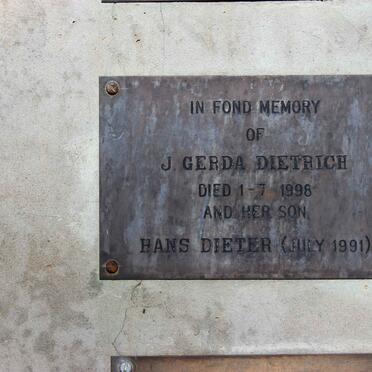 IN FOND MEMORY
OF
J. GERDA DIETRICH
DIED 1-7 1998
AND HER SON
HANS DIETER (JULY 1991)